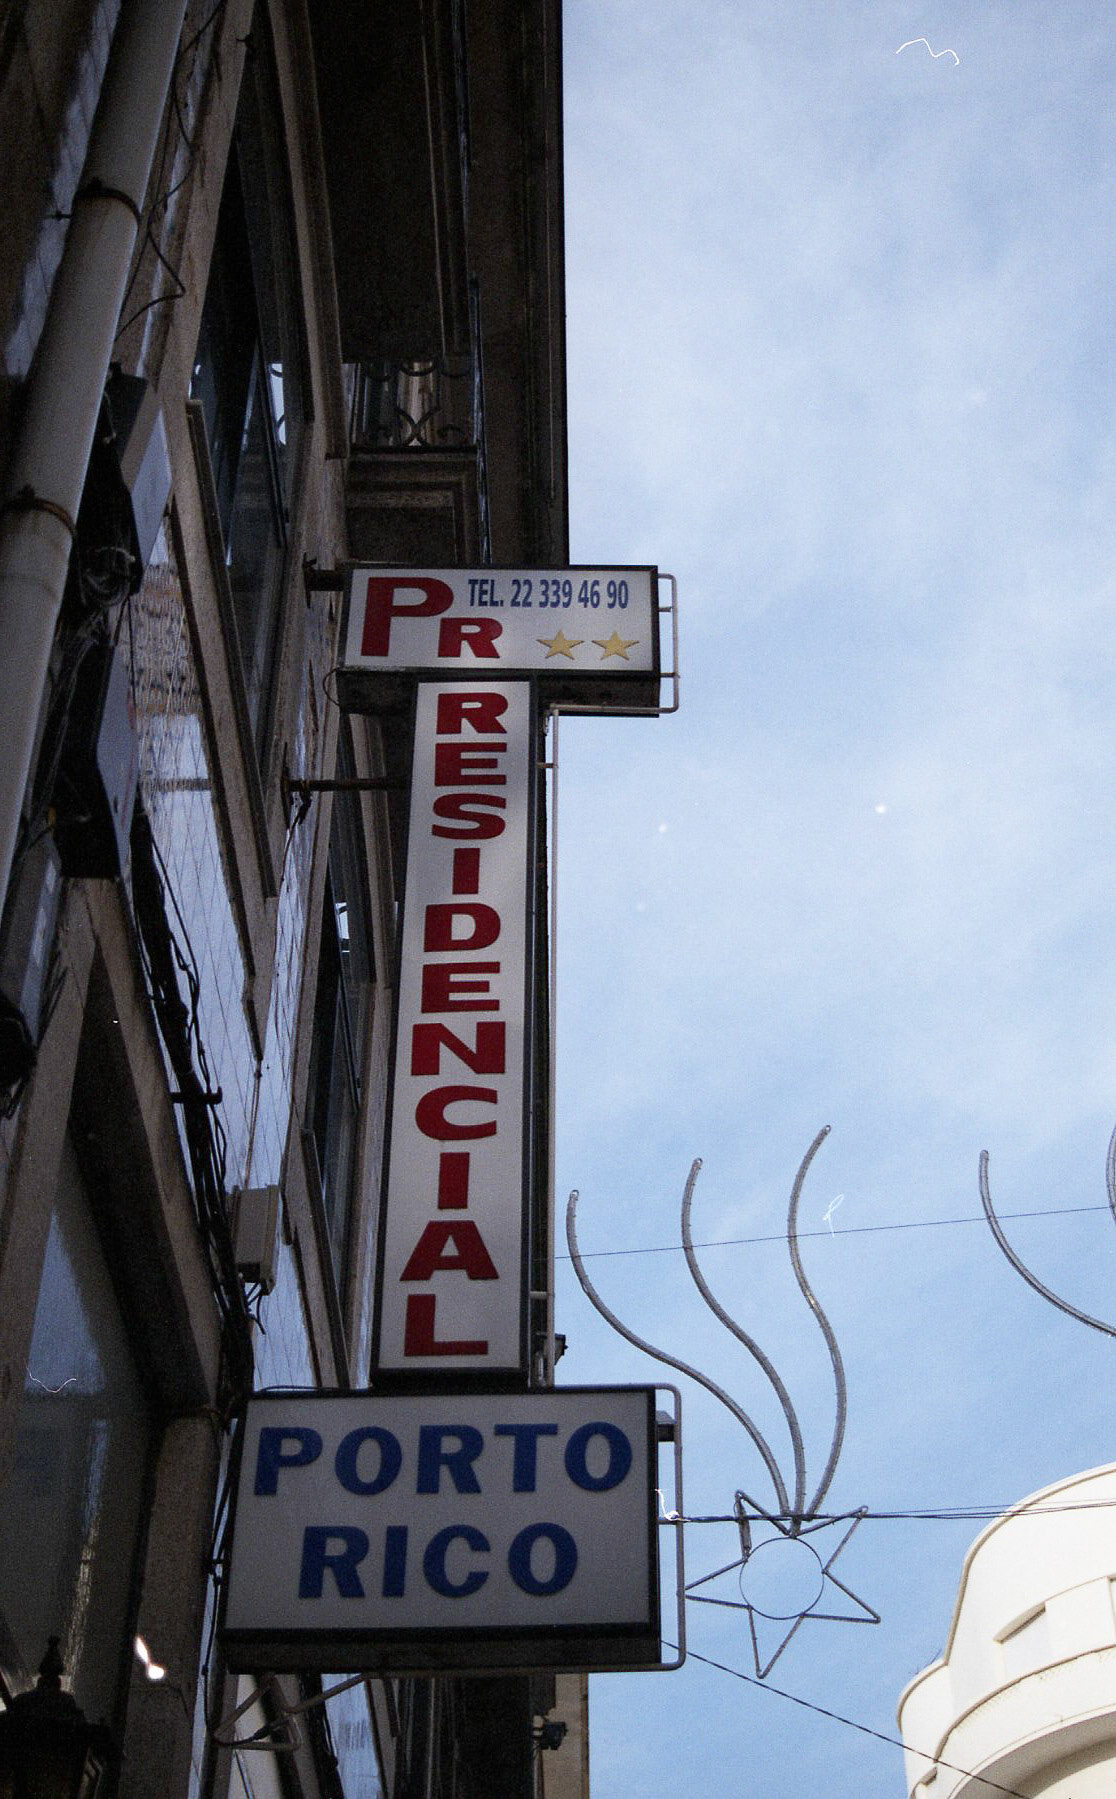 PR
TEL. 22 339 46 90
RESIDENCIAL
PORTO
RICO